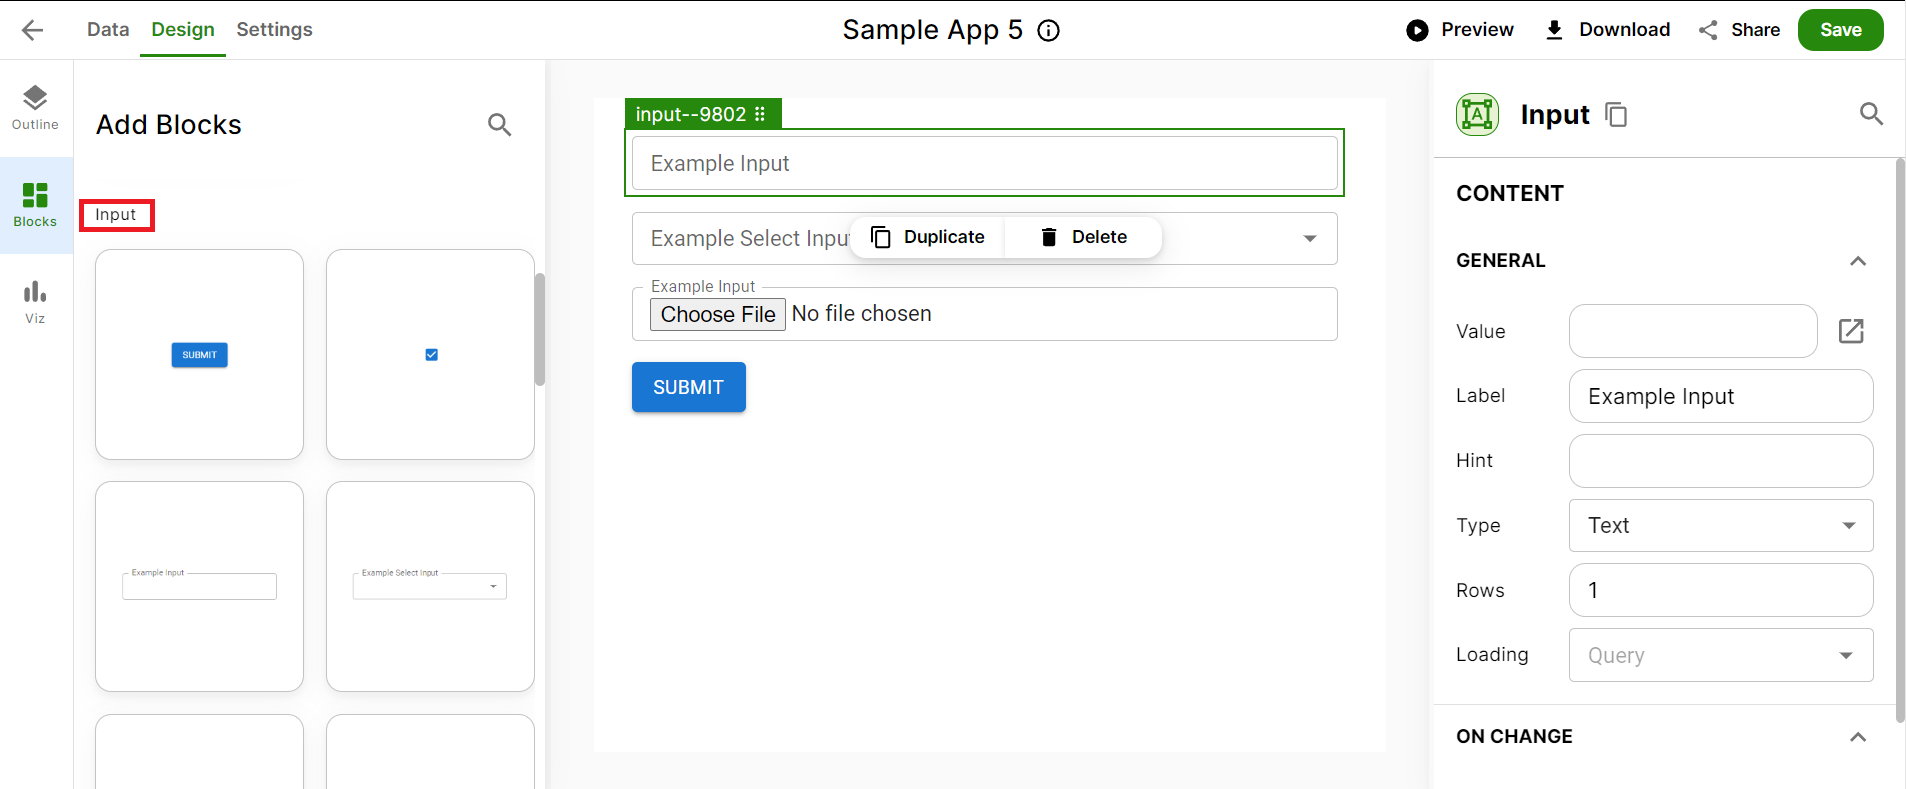 Data Design Settings Sample App 5 Preview Download Share Save
Outline
Blocks
Viz
Add Blocks
Input
SUBMIT
Example Input
Example Select Input
input--9802
Example Input
Example Select Inpu
Duplicate Delete
Example Input
Choose File No file chosen
SUBMIT
A Input
CONTENT
GENERAL
Value
Label Example Input
Hint
Type Text
Rows 1
Loading Query
ON CHANGE